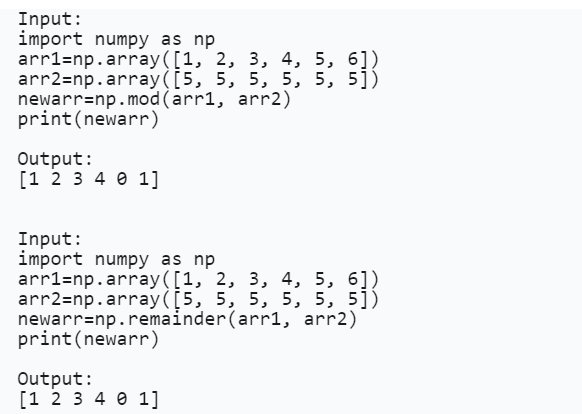 Input:
import numpy as np
arr1=np.array([1, 2, 3, 4, 5, 6])
arr2=np.array([5, 5, 5, 5, 5, 5])
newarr=np.mod(arr1, arr2)
print(newarr)
Output:
[1 2 3 4 0 1]
Input:
import numpy as np
arr1=np.array([1, 2, 3, 4, 5, 6])
arr2=np.array([5, 5, 5, 5, 5, 5])
newarr=np.remainder(arr1, arr2)
print(newarr)
Output:
[1 2 3 4 0 1]